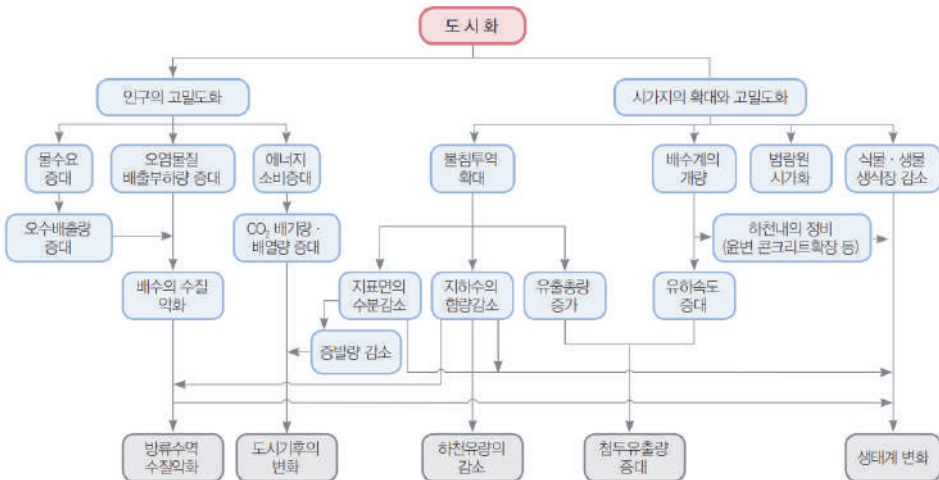 도 시 화
인구의 고밀도화
시가지의 확대와 고밀도화
물수요
증대
오염물질
배출부하량 증대
에너지
소비증대
불침투역
확대
배수계의
개량
범람원
시가화
식물·생물
생식장 감소
오수배출량
증대
CO₂ 배기량·
배열량 증대
하천내의 정비
(윤변 콘크리트확장 등)
배수의 수질
악화
지표면의
수분감소
지하수의
함량감소
유출총량
증가
유하속도
증대
증발량 감소
방류수역
수질악화
도시기후의
변화
하천유량의
감소
첨두유출량
증대
생태계 변화